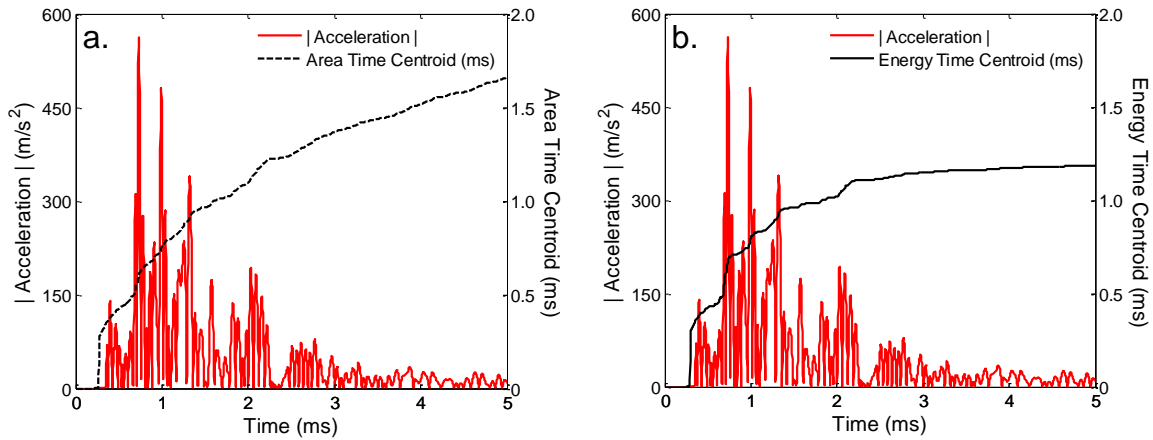 a.
| Acceleration |
Area Time Centroid (ms)
| Acceleration | (m/s²)
600
450
300
150
0
2.0
1.5
1.0
0.5
0
Area Time Centroid (ms)
0 1 2 3 4 5
Time (ms)
b.
| Acceleration |
Energy Time Centroid (ms)
| Acceleration | (m/s²)
600
450
300
150
0
2.0
1.5
1.0
0.5
0
Energy Time Centroid (ms)
0 1 2 3 4 5
Time (ms)